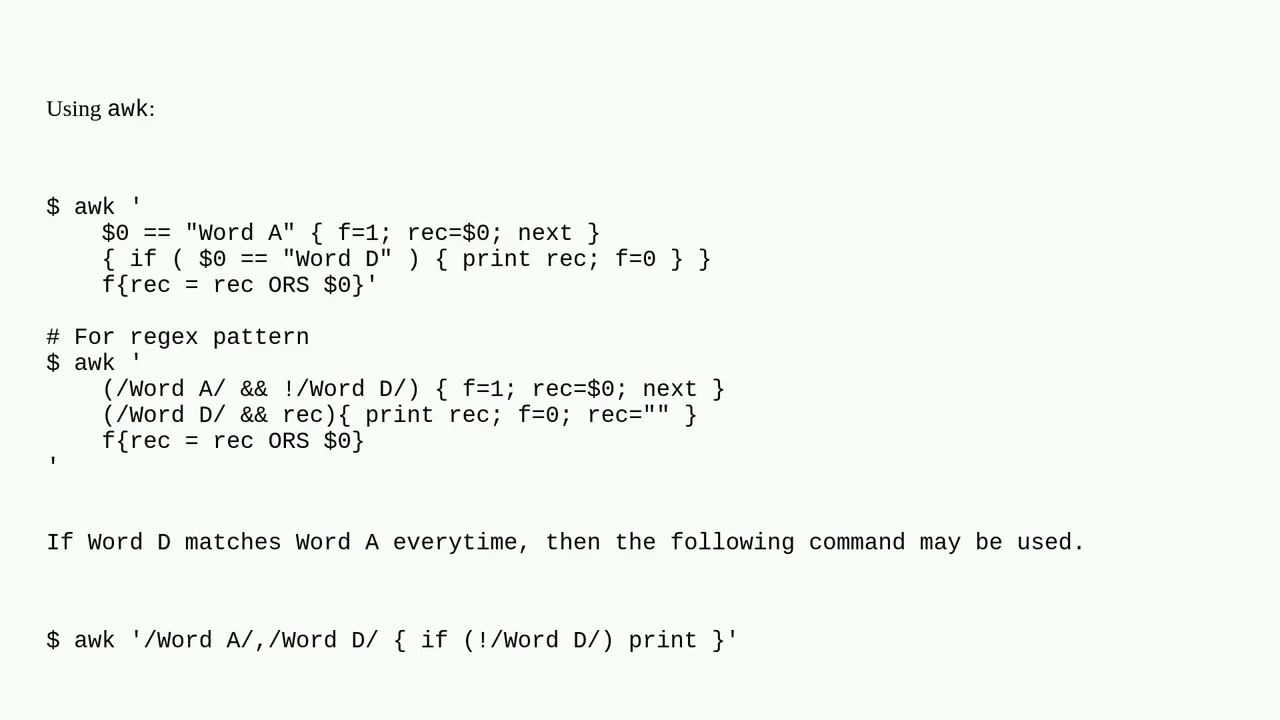 Using awk:
$ awk '
    $0 == "Word A" { f=1; rec=$0; next }
    { if ( $0 == "Word D" ) { print rec; f=0 } }
    f{rec = rec ORS $0}'
# For regex pattern
$ awk '
    (/Word A/ && !/Word D/) { f=1; rec=$0; next }
    (/Word D/ && rec){ print rec; f=0; rec="" }
    f{rec = rec ORS $0}
'
If Word D matches Word A everytime, then the following command may be used.
$ awk '/Word A/,/Word D/ { if (!/Word D/) print }'